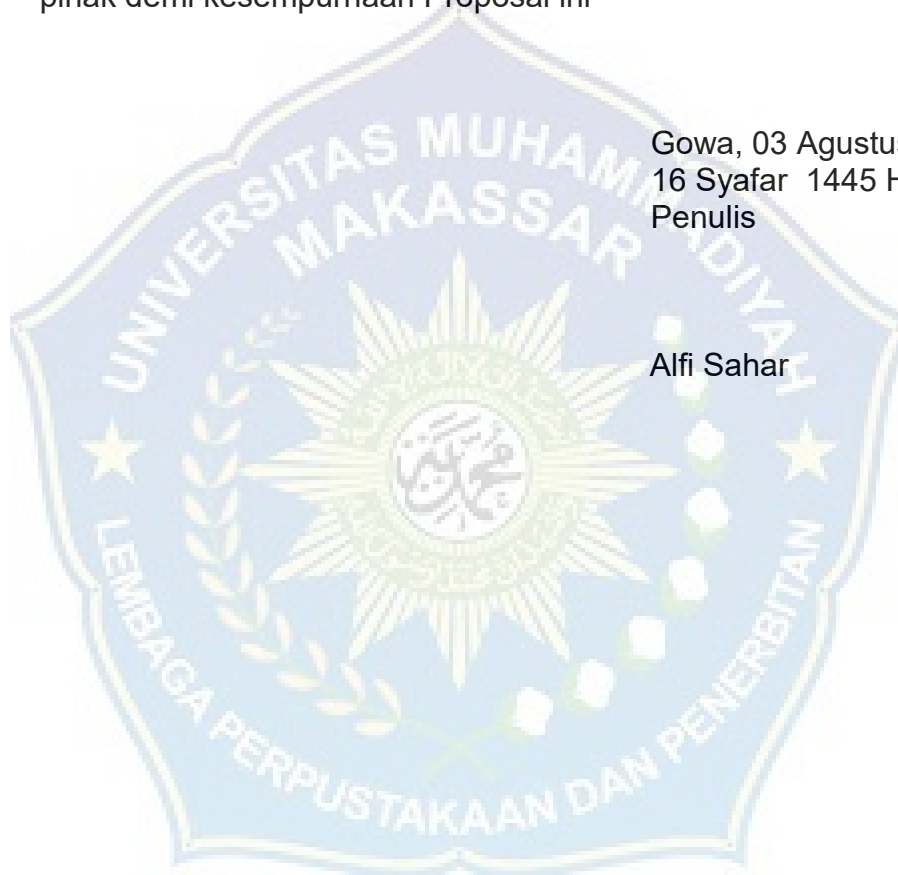 pihak demi kesempurnaan Proposal ini
Gowa, 03 Agustus
16 Syafar 1445 H
Penulis
Alfi Sahar
UNIVERSITAS MUHAMMADIYAH
MAKASSAR
LEMBAGA PERPUSTAKAAN DAN PENERBITAN